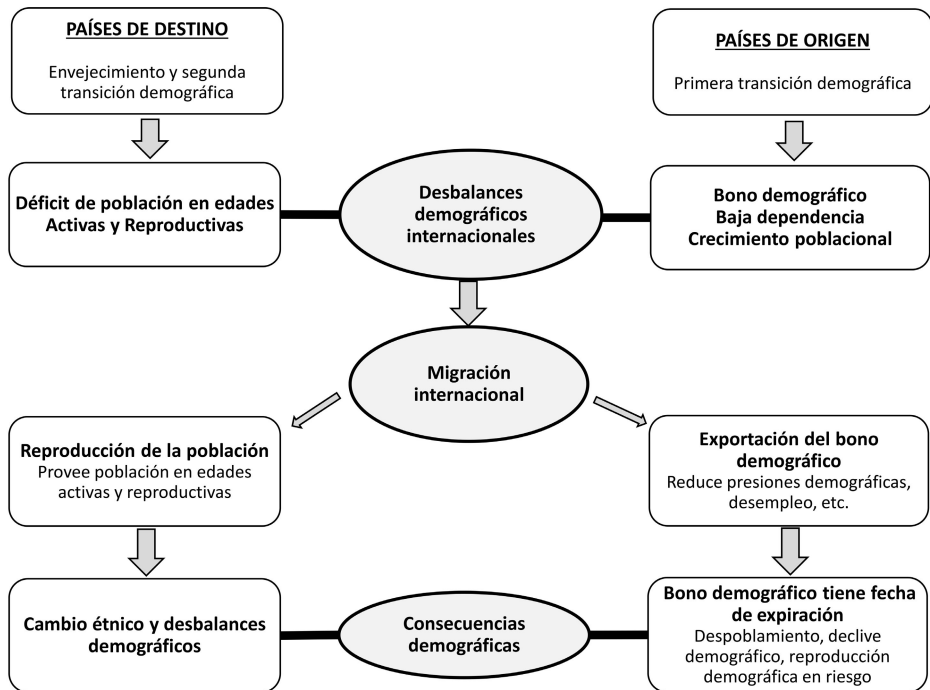 PAÍSES DE DESTINO
Envejecimiento y segunda
transición demográfica
PAÍSES DE ORIGEN
Primera transición demográfica
Déficit de población en edades
Activas y Reproductivas
Desbalances
demográficos
internacionales
Bono demográfico
Baja dependencia
Crecimiento poblacional
Migración
internacional
Reproducción de la población
Provee población en edades
activas y reproductivas
Exportación del bono
demográfico
Reduce presiones demográficas,
desempleo, etc.
Cambio étnico y desbalances
demográficos
Consecuencias
demográficas
Bono demográfico tiene fecha
de expiración
Despoblamiento, declive
demográfico, reproducción
demográfica en riesgo